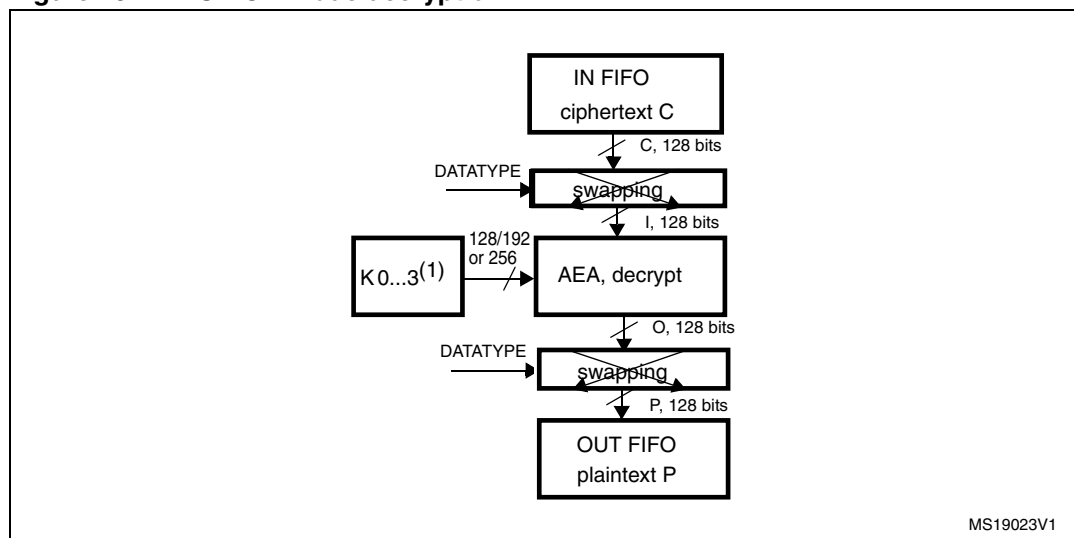 IN FIFO
ciphertext C
C, 128 bits
DATATYPE
swapping
I, 128 bits
128/192
or 256
K 0...3(1)
AEA, decrypt
O, 128 bits
DATATYPE
swapping
P, 128 bits
OUT FIFO
plaintext P
MS19023V1